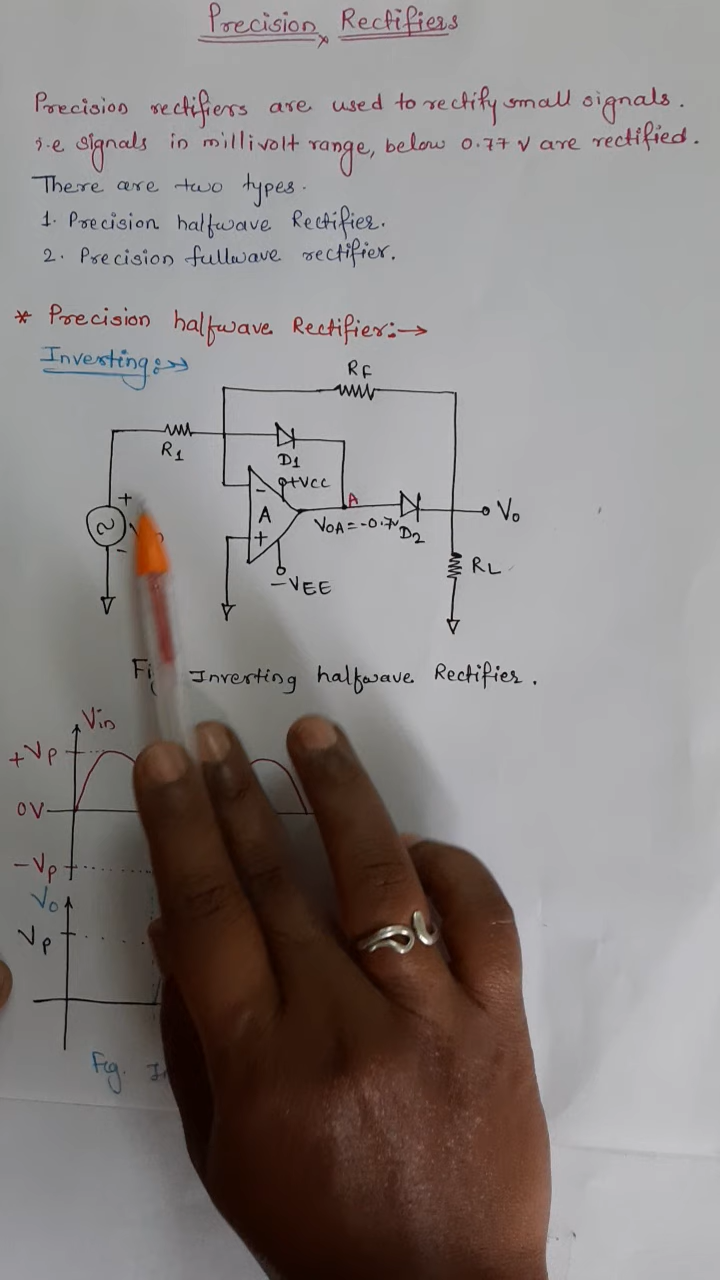 Precision Rectifiers
Precision rectifiers are used to rectify small signals.
i.e signals in millivolt range, below 0.77 V are rectified.
There are two types.
1. Precision halfwave Rectifier.
2. Precision fullwave rectifier.
* Precision halfwave Rectifier:→
Inverting:→
RF
R1
D1
+Vcc
A
VOA = -0.7V
D2
Vo
-
A
+
+
-
-VEE
RL
Inverting halfwave Rectifier.
Vin
+Vp
0V
-Vp
Vo
Vp
Fig.